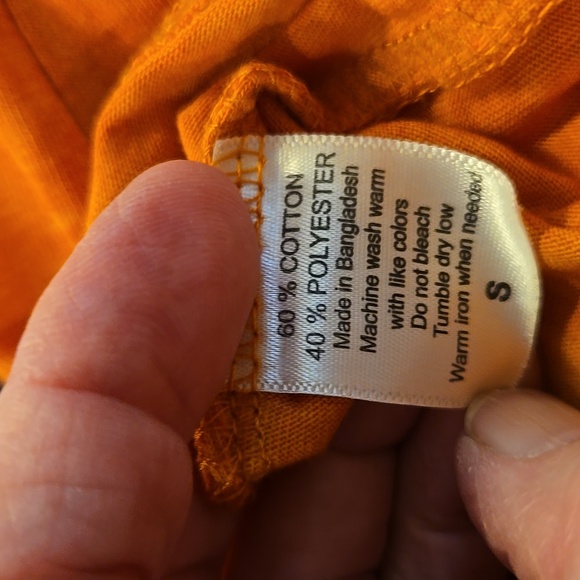 60 % COTTON
40 % POLYESTER
Made in Bangladesh
Machine wash warm
with like colors
Do not bleach
Tumble dry low
Warm iron when needed
S